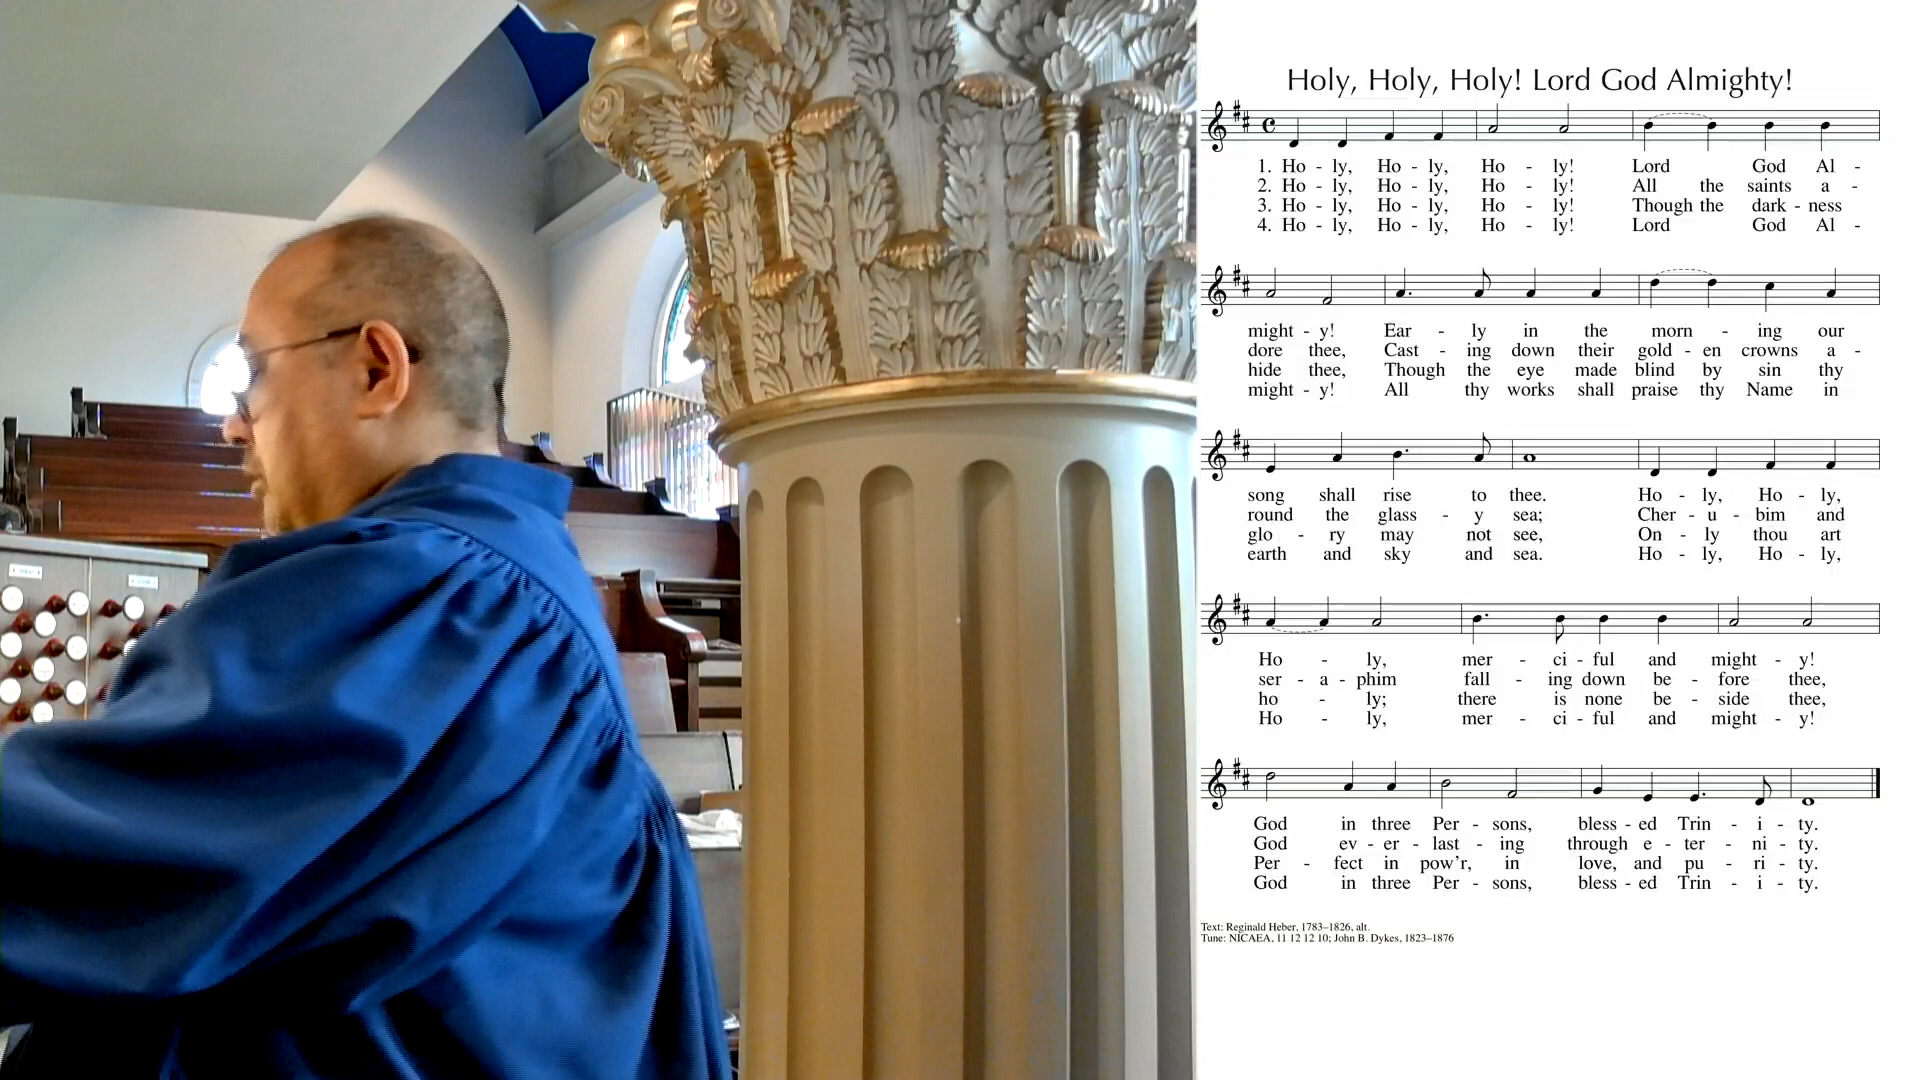 Holy, Holy, Holy! Lord God Almighty!
1. Ho - ly, Ho - ly, Ho - ly! Lord God Al -
2. Ho - ly, Ho - ly, Ho - ly! All the saints a -
3. Ho - ly, Ho - ly, Ho - ly! Though the dark - ness
4. Ho - ly, Ho - ly, Ho - ly! Lord God Al -
might - y! Ear - ly in the morn - ing our
dore thee, Cast - ing down their gold - en crowns a -
hide thee, Though the eye made blind by sin thy
might - y! All thy works shall praise thy Name in
song shall rise to thee. Ho - ly, Ho - ly,
round the glass - y sea; Cher - u - bim and
glo - ry may not see, On - ly thou art
earth and sky and sea. Ho - ly, Ho - ly,
Ho - ly, mer - ci - ful and might - y!
ser - a - phim fall - ing down be - fore thee,
ho - ly; there is none be - side thee,
Ho - ly, mer - ci - ful and might - y!
God in three Per - sons, bless - ed Trin - i - ty.
God ev - er - last - ing through e - ter - ni - ty.
Per - fect in pow'r, in love, and pu - ri - ty.
God in three Per - sons, bless - ed Trin - i - ty.
Text: Reginald Heber, 1783–1826, alt.
Tune: NICAEA, 11 12 12 10; John B. Dykes, 1823–1876